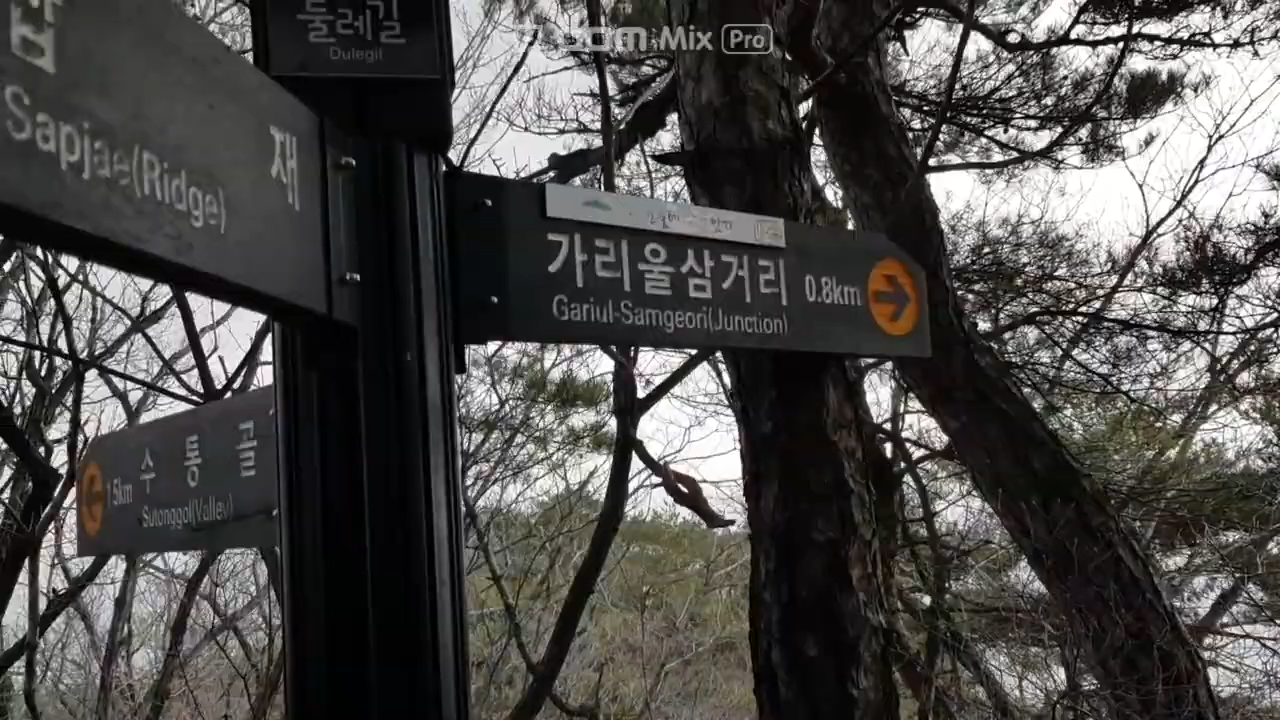 둘레길
Dulegil
삽 재
Sapjae(Ridge)
가리울삼거리 0.8km
Gariul-Samgeori(Junction)
수통골
1.5km
Sutonggol(Valley)
Mix Pro